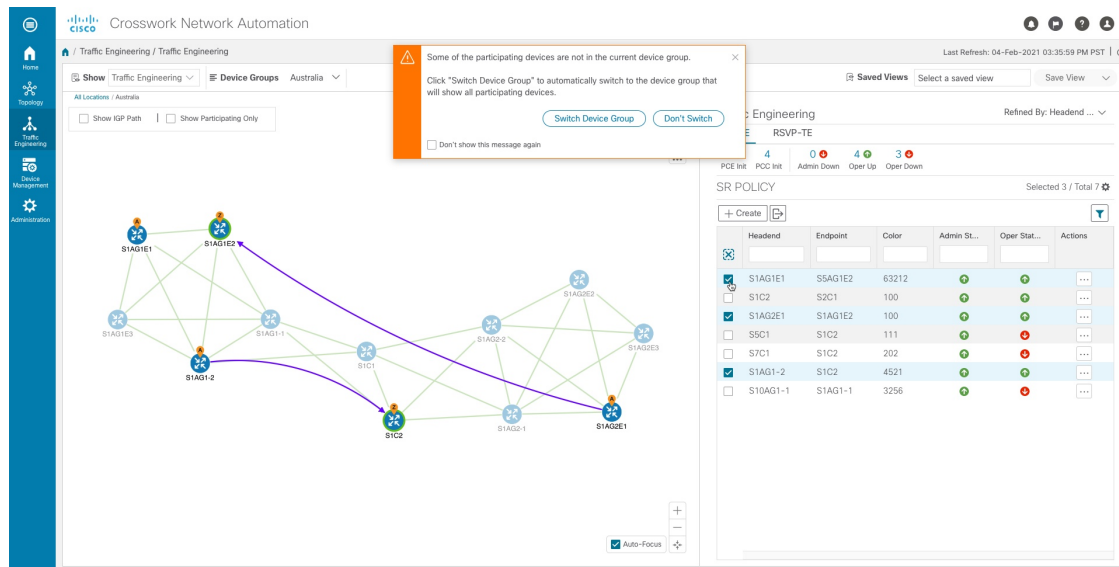 CISCO Crosswork Network Automation
/ Traffic Engineering / Traffic Engineering
Last Refresh: 04-Feb-2021 03:35:59 PM PST |
Home
Topology
Traffic
Engineering
Device
Management
Administration
Show Traffic Engineering
Device Groups Australia
Saved Views Select a saved view Save View
All Locations / Australia
Show IGP Path | Show Participating Only
Some of the participating devices are not in the current device group.
Click "Switch Device Group" to automatically switch to the device group that
will show all participating devices.
Switch Device Group Don't Switch
Don't show this message again
Engineering
Refined By: Headend ...
RSVP-TE
4 0 4 3
PCE Init PCC Init Admin Down Oper Up Oper Down
SR POLICY Selected 3 / Total 7
+ Create
Headend Endpoint Color Admin St... Oper Stat... Actions
S1AG1E1 S5AG1E2 63212 ...
S1C2 S2C1 100 ...
S1AG2E1 S1AG1E2 100 ...
S5C1 S1C2 111 ...
S7C1 S1C2 202 ...
S1AG1-2 S1C2 4521 ...
S10AG1-1 S1AG1-1 3256 ...
A
S1AG1E1
Z
S1AG1E2
S1AG2E2
S1AG1E3
S1AG1-1
S1AG2-2
S1AG2E3
A
S1AG1-2
S1C1
Z
S1C2
S1AG2-1
A
S1AG2E1
Auto-Focus